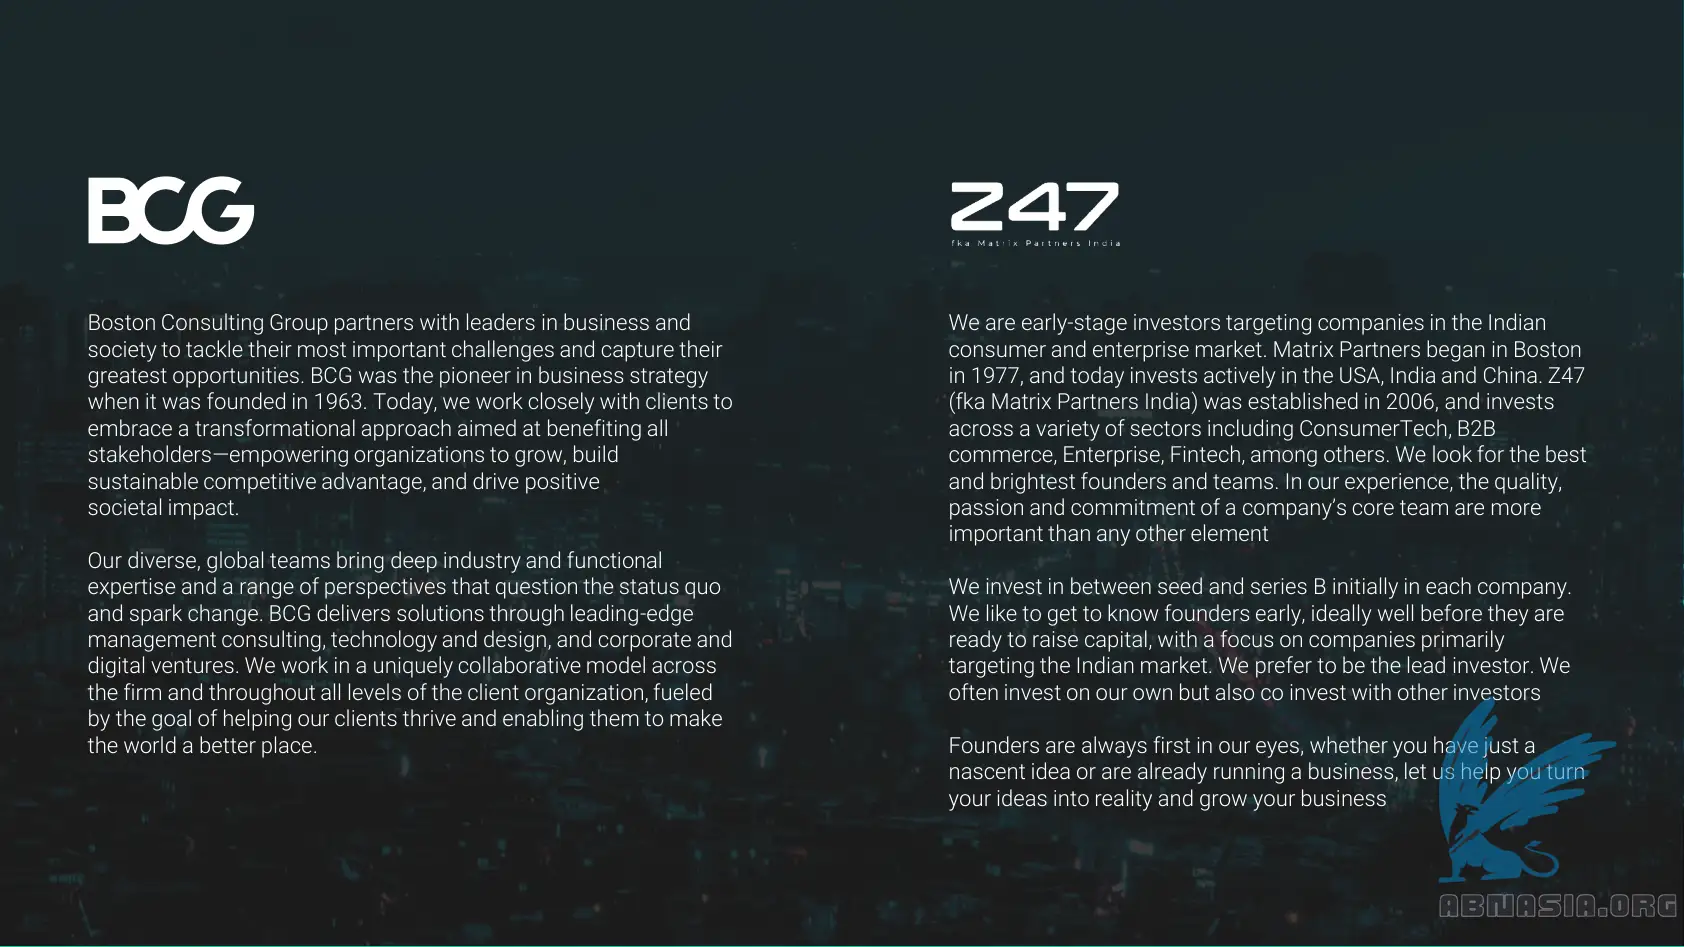 BCG
Boston Consulting Group partners with leaders in business and
society to tackle their most important challenges and capture their
greatest opportunities. BCG was the pioneer in business strategy
when it was founded in 1963. Today, we work closely with clients to
embrace a transformational approach aimed at benefiting all
stakeholders—empowering organizations to grow, build
sustainable competitive advantage, and drive positive
societal impact.
Our diverse, global teams bring deep industry and functional
expertise and a range of perspectives that question the status quo
and spark change. BCG delivers solutions through leading-edge
management consulting, technology and design, and corporate and
digital ventures. We work in a uniquely collaborative model across
the firm and throughout all levels of the client organization, fueled
by the goal of helping our clients thrive and enabling them to make
the world a better place.
Z47
fka Matrix Partners India
We are early-stage investors targeting companies in the Indian
consumer and enterprise market. Matrix Partners began in Boston
in 1977, and today invests actively in the USA, India and China. Z47
(fka Matrix Partners India) was established in 2006, and invests
across a variety of sectors including ConsumerTech, B2B
commerce, Enterprise, Fintech, among others. We look for the best
and brightest founders and teams. In our experience, the quality,
passion and commitment of a company’s core team are more
important than any other element
We invest in between seed and series B initially in each company.
We like to get to know founders early, ideally well before they are
ready to raise capital, with a focus on companies primarily
targeting the Indian market. We prefer to be the lead investor. We
often invest on our own but also co invest with other investors
Founders are always first in our eyes, whether you have just a
nascent idea or are already running a business, let us help you turn
your ideas into reality and grow your business
ABNASIA.ORG